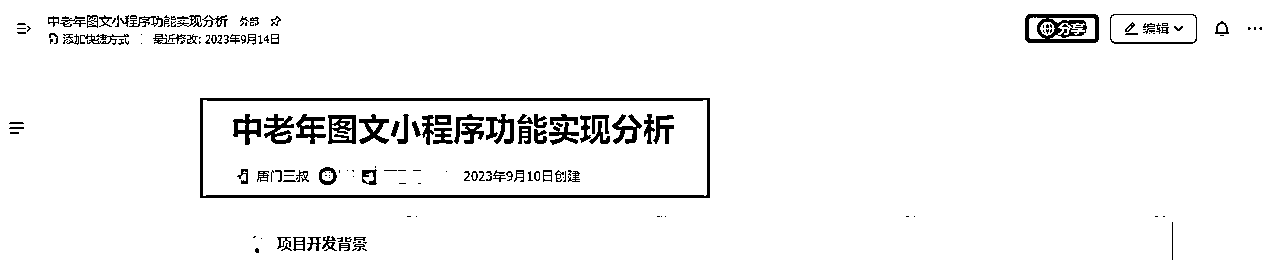 中老年图文小程序功能实现分析 外部
添加快捷方式 最近修改: 2023年9月14日
分享
编辑
中老年图文小程序功能实现分析
唐门三叔 2023年9月10日创建
项目开发背景